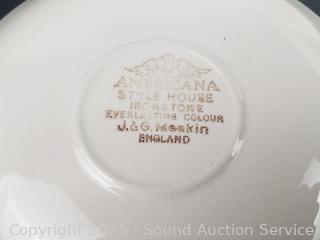 AMERICANA
STYLE HOUSE
IRONSTONE
EVERLASTING COLOUR
J.&G. Meakin
ENGLAND
Copyright 2025 - Sound Auction Service